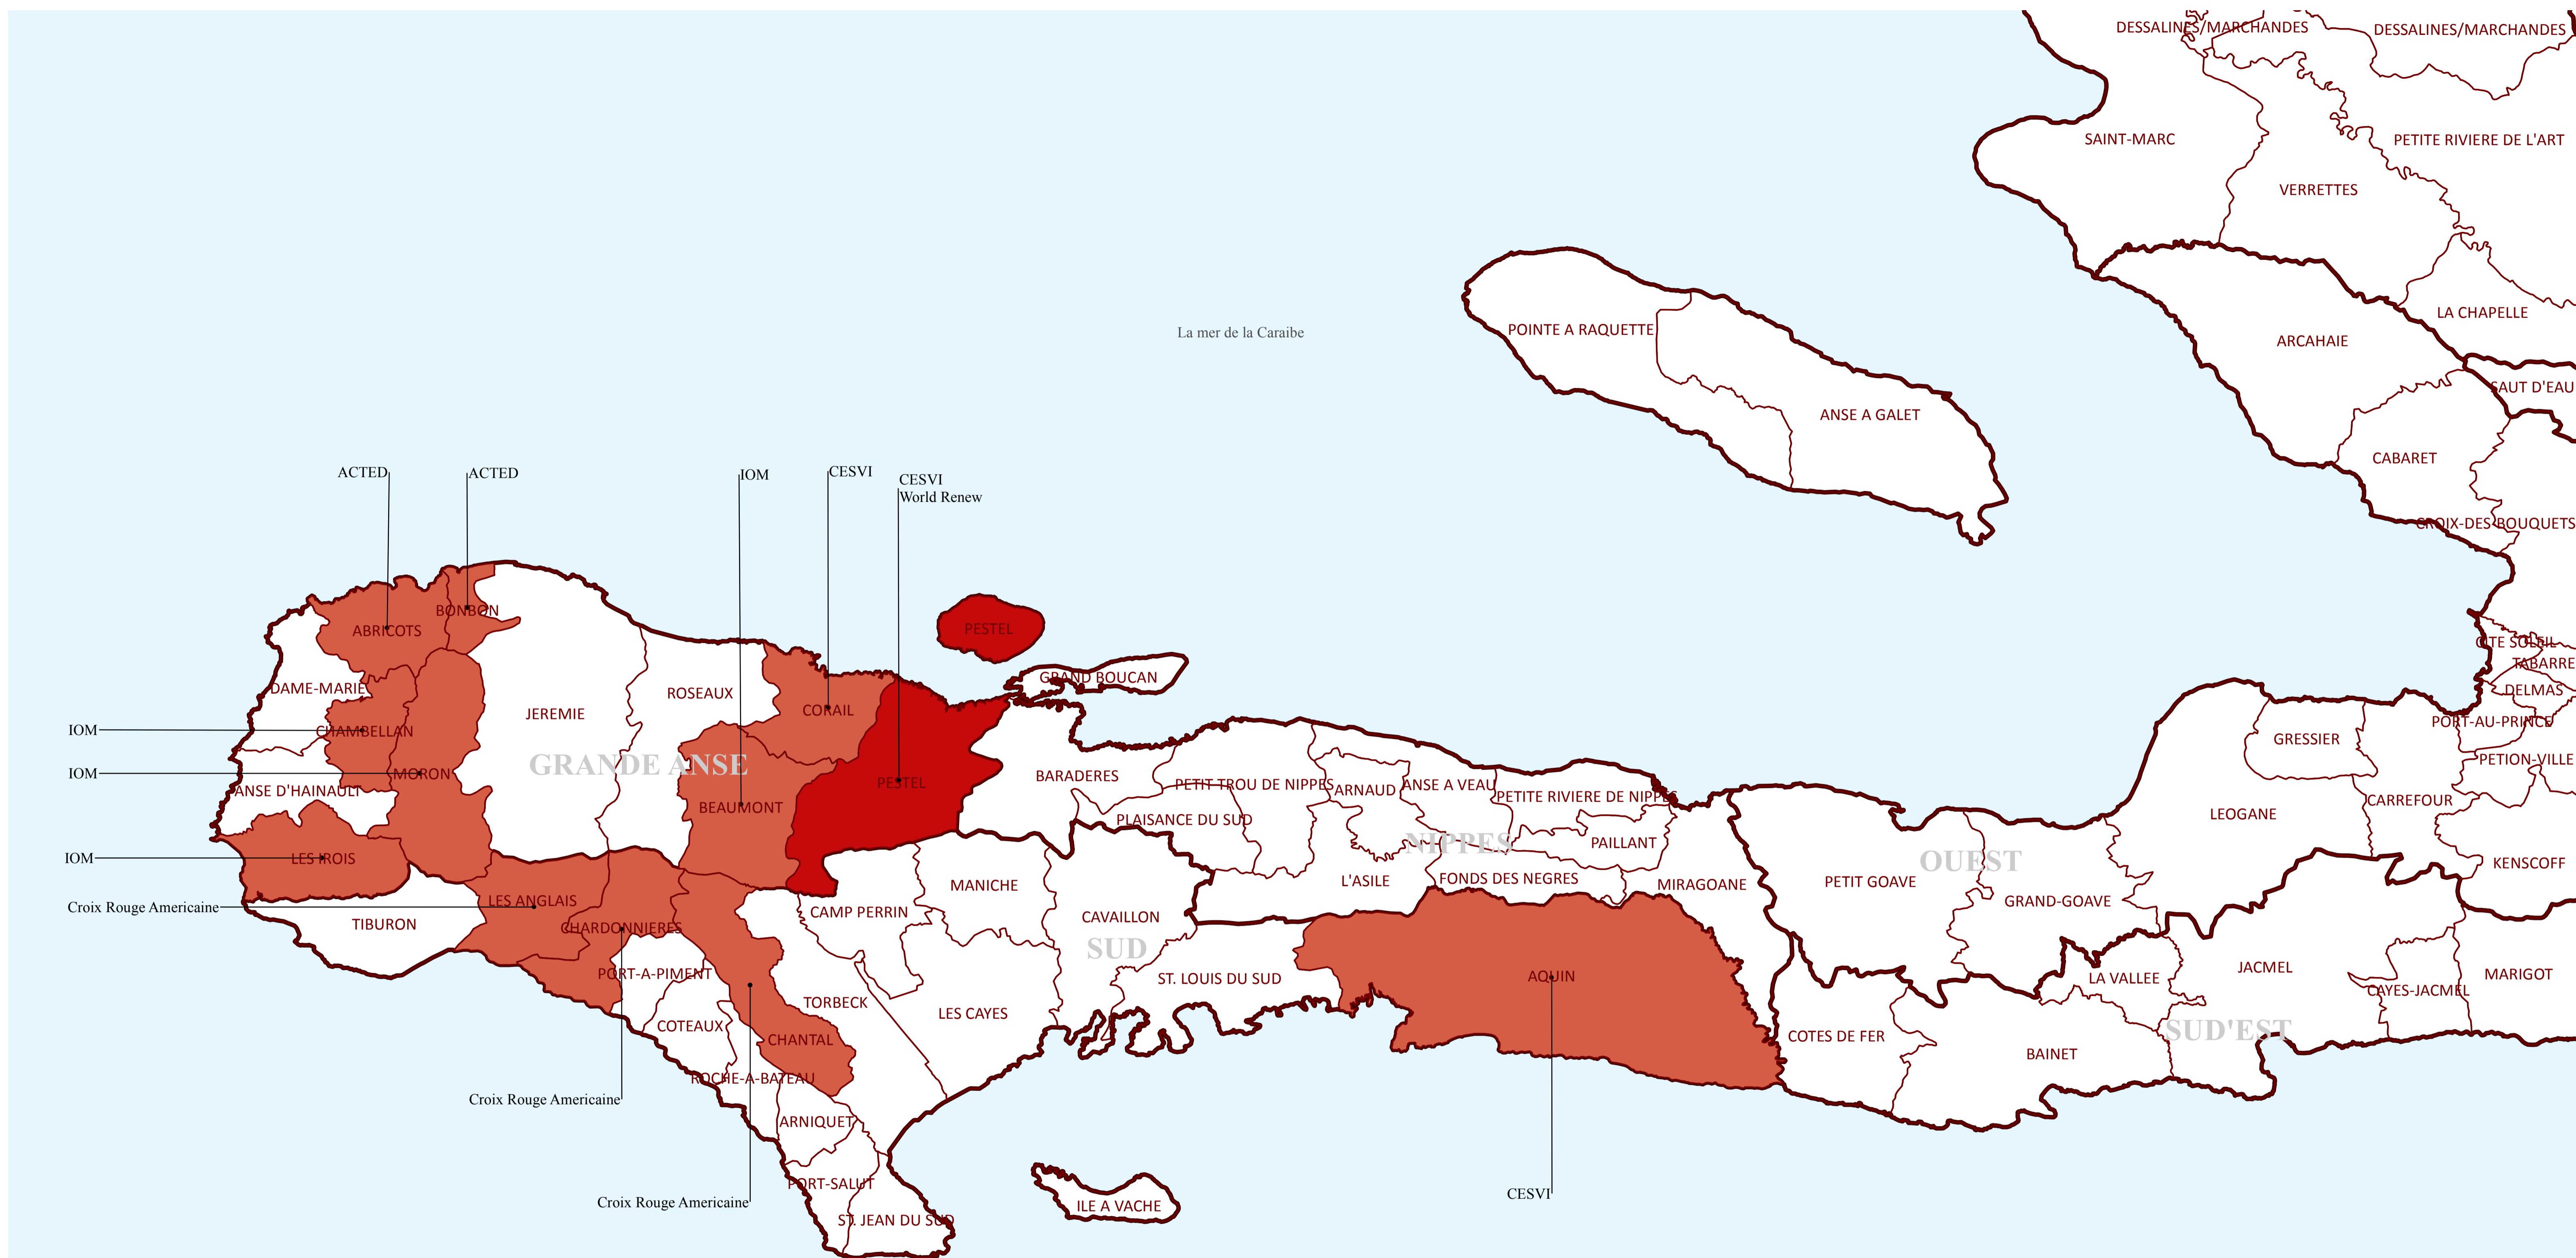 DESSALINES/MARCHANDES
DESSALINES/MARCHANDES
SAINT-MARC
PETITE RIVIERE DE L'ART
VERRETTES
LA CHAPELLE
POINTE A RAQUETTE
La mer de la Caraibe
ARCAHAIE
SAUT D'EAU
ANSE A GALET
CABARET
CROIX-DES-BOUQUETS
ACTED
ACTED
IOM
CESVI
CESVI
World Renew
BONBON
ABRICOTS
PESTEL
CITE SOLEIL
TABARRE
DAME-MARIE
ROSEAUX
GRAND BOUCAN
DELMAS
JEREMIE
CORAIL
PORT-AU-PRINCE
IOM
CHAMBELLAN
GRESSIER
PETION-VILLE
GRANDE ANSE
IOM
MORON
PESTEL
BARADERES
PETIT TROU DE NIPPES
ARNAUD
ANSE A VEAU
ANSE D'HAINAULT
PETITE RIVIERE DE NIPPES
CARREFOUR
BEAUMONT
PLAISANCE DU SUD
LEOGANE
NIPPES
PAILLANT
IOM
LES IROIS
OUEST
KENSCOFF
L'ASILE
FONDS DES NEGRES
MIRAGOANE
PETIT GOAVE
MANICHE
LES ANGLAIS
GRAND-GOAVE
Croix Rouge Americaine
CAMP PERRIN
CAVAILLON
TIBURON
CHARDONNIERES
SUD
JACMEL
PORT-A-PIMENT
ST. LOUIS DU SUD
AQUIN
LA VALLEE
MARIGOT
CAYES-JACMEL
TORBECK
LES CAYES
COTEAUX
SUD'EST
CHANTAL
COTES DE FER
BAINET
ROCHE-A-BATEAU
Croix Rouge Americaine
ARNIQUET
PORT-SALUT
CESVI
Croix Rouge Americaine
ILE A VACHE
ST. JEAN DU SUD